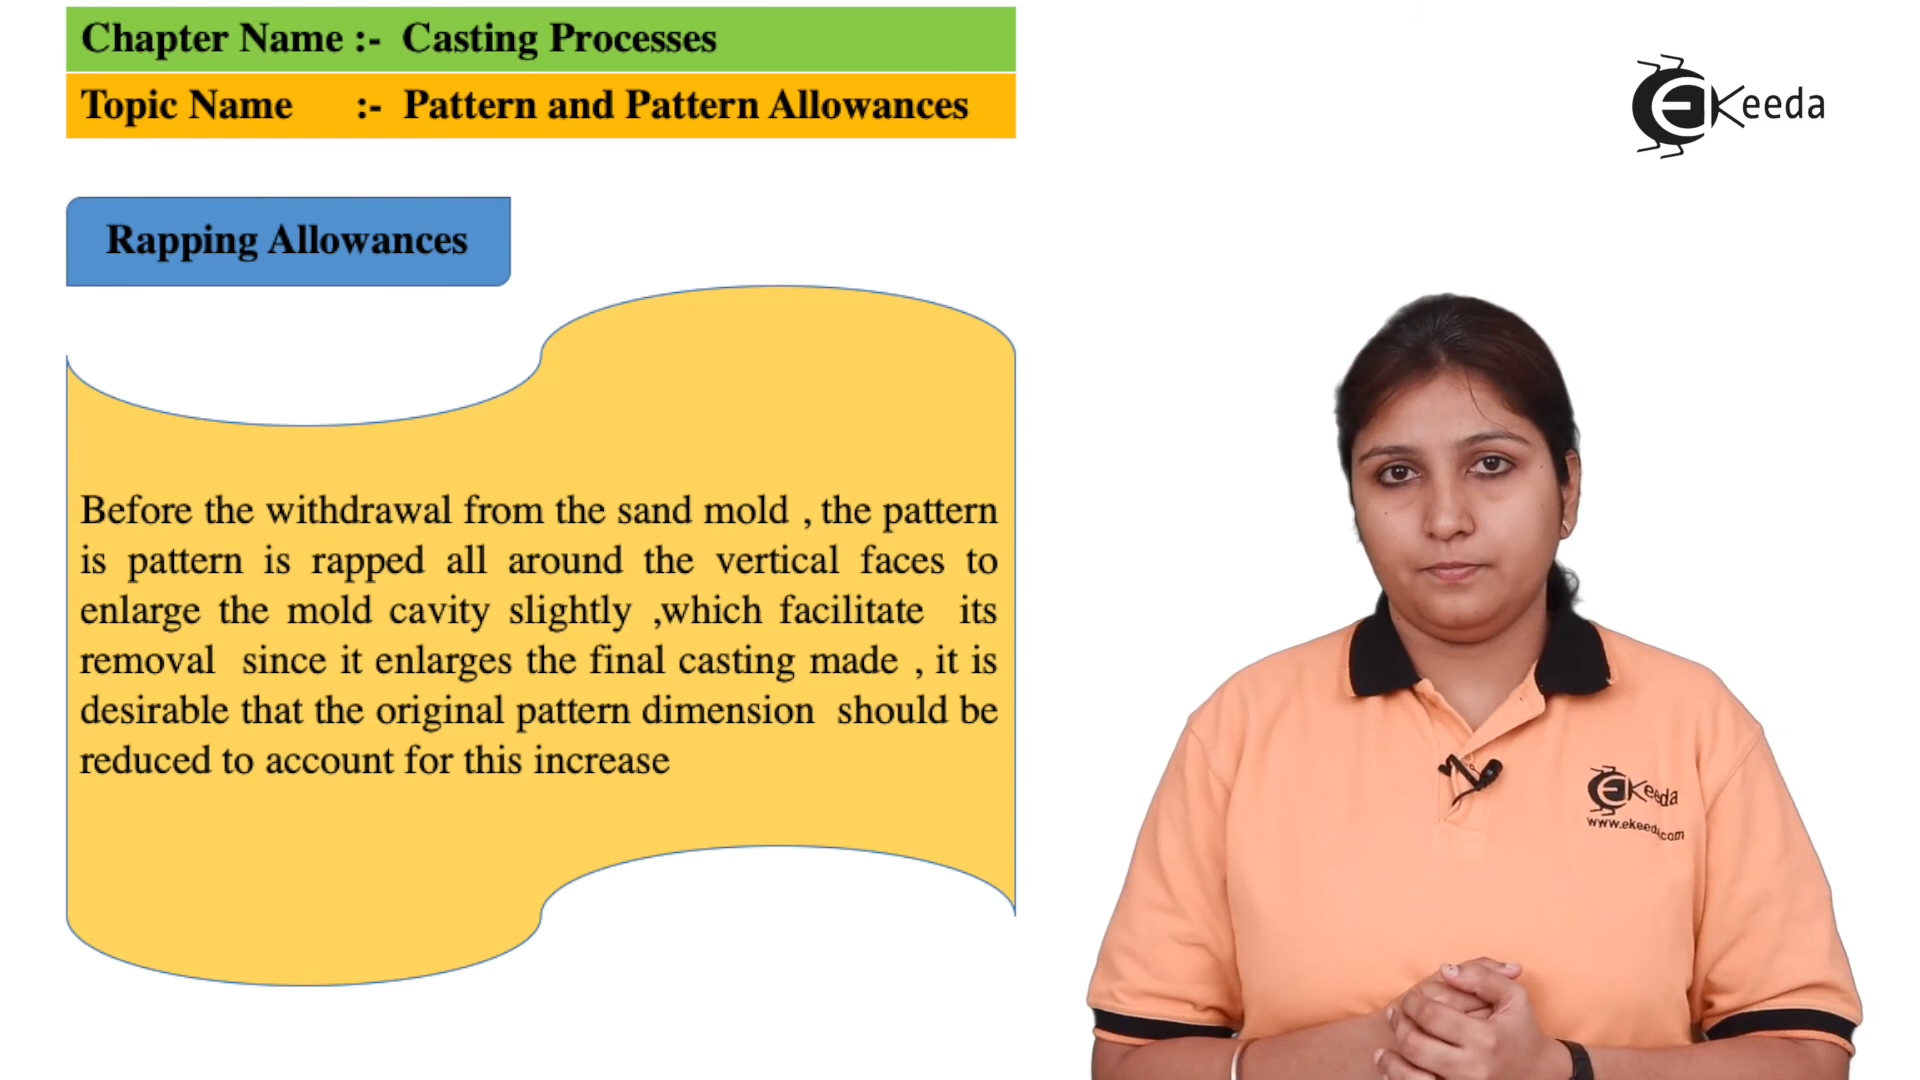 Chapter Name :- Casting Processes
Topic Name :- Pattern and Pattern Allowances
Keeda
Rapping Allowances
Before the withdrawal from the sand mold , the pattern
is pattern is rapped all around the vertical faces to
enlarge the mold cavity slightly ,which facilitate its
removal since it enlarges the final casting made , it is
desirable that the original pattern dimension should be
reduced to account for this increase
Keeda
www.ekeeda.com